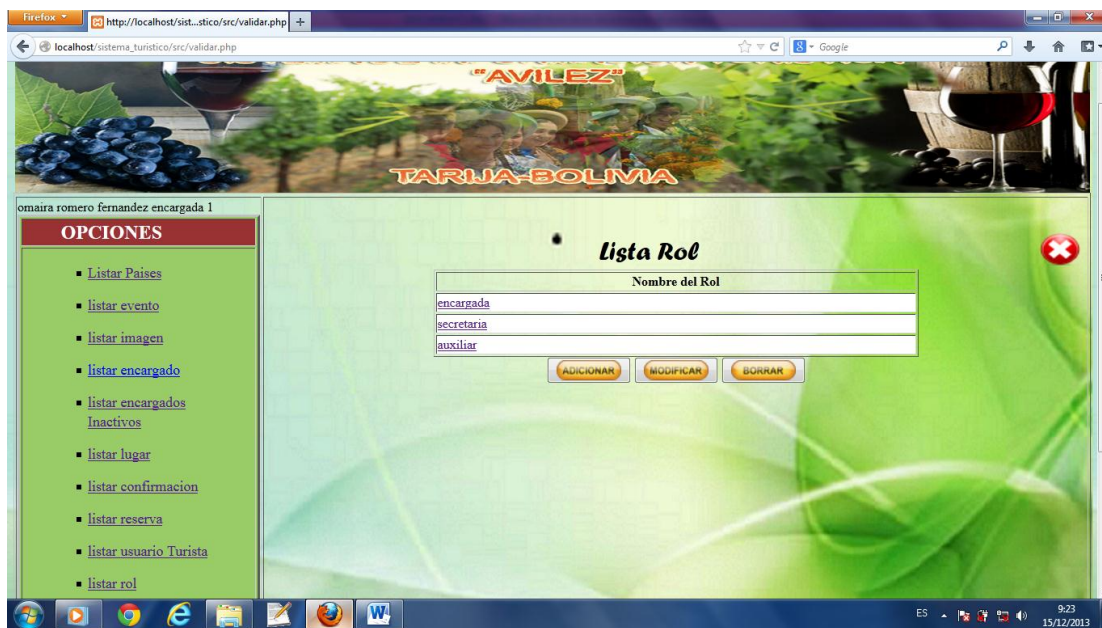 Firefox
http://localhost/sist...stico/src/validar.php
localhost/sistema_turistico/src/validar.php
Google
"AVILEZ"
TARIJA-BOLIVIA
omaira romero fernandez encargada 1
OPCIONES
Listar Paises
listar evento
listar imagen
listar encargado
listar encargados
Inactivos
listar lugar
listar confirmacion
listar reserva
listar usuario Turista
listar rol
Lista Rol
Nombre del Rol
encargada
secretaria
auxiliar
ADICIONAR MODIFICAR BORRAR
ES
9:23
15/12/2013